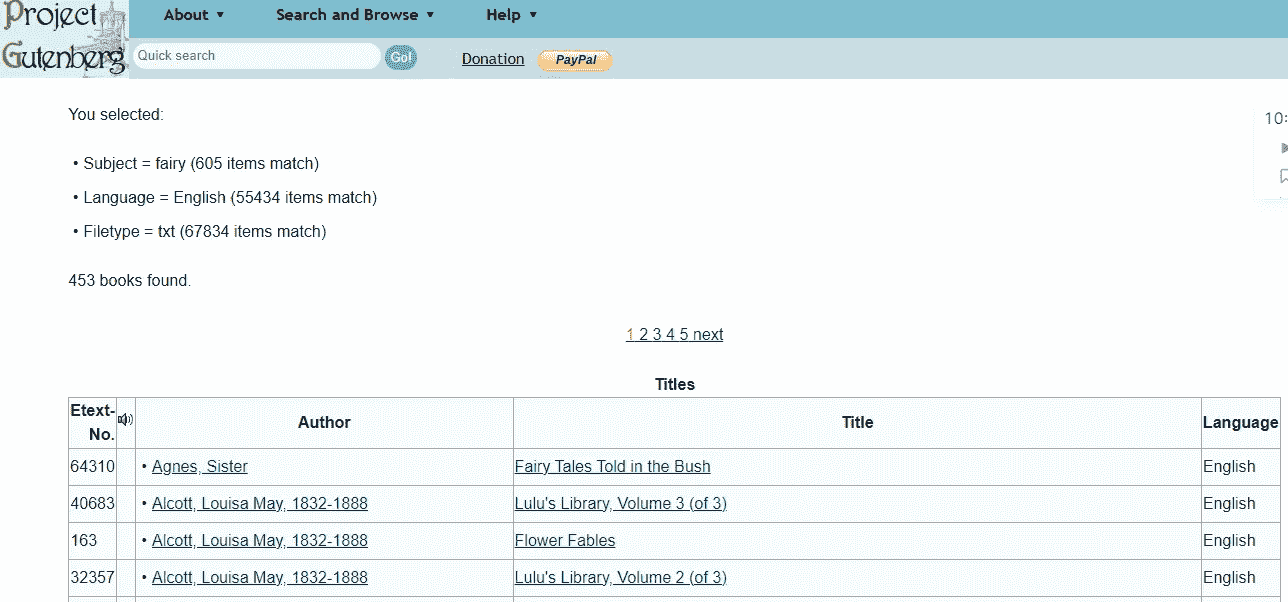 Project
Gutenberg
About ▼ Search and Browse ▼ Help ▼
Quick search Go! Donation PayPal
You selected:
• Subject = fairy (605 items match)
• Language = English (55434 items match)
• Filetype = txt (67834 items match)
453 books found.
1 2 3 4 5 next
Titles
Etext-No. Author Title Language
64310 • Agnes, Sister Fairy Tales Told in the Bush English
40683 • Alcott, Louisa May, 1832-1888 Lulu's Library, Volume 3 (of 3) English
163 • Alcott, Louisa May, 1832-1888 Flower Fables English
32357 • Alcott, Louisa May, 1832-1888 Lulu's Library, Volume 2 (of 3) English
10: